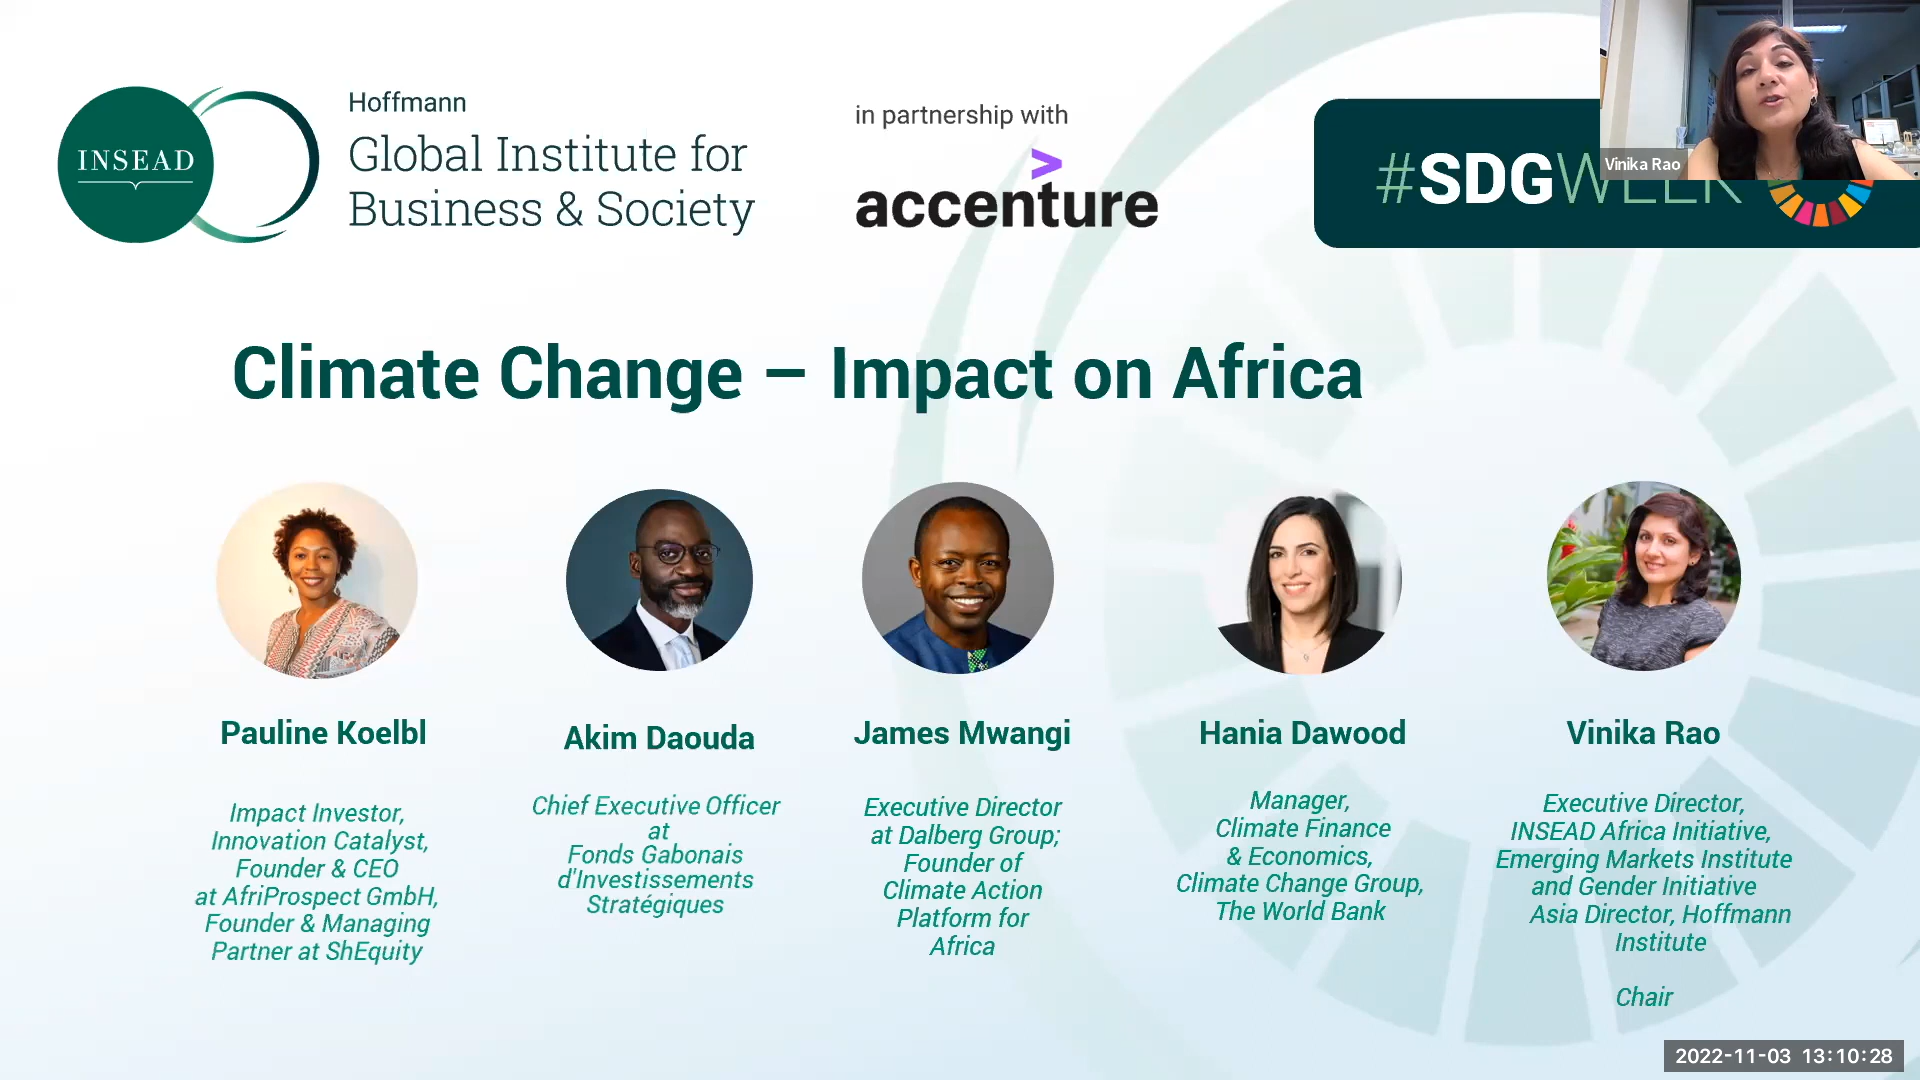 INSEAD
Hoffmann
Global Institute for
Business & Society
in partnership with
accenture
#SDGWEEK
Vinika Rao
Climate Change – Impact on Africa
Pauline Koelbl
Impact Investor,
Innovation Catalyst,
Founder & CEO
at AfriProspect GmbH,
Founder & Managing
Partner at ShEquity
Akim Daouda
Chief Executive Officer
at
Fonds Gabonais
d'Investissements
Stratégiques
James Mwangi
Executive Director
at Dalberg Group;
Founder of
Climate Action
Platform for
Africa
Hania Dawood
Manager,
Climate Finance
& Economics,
Climate Change Group,
The World Bank
Vinika Rao
Executive Director,
INSEAD Africa Initiative,
Emerging Markets Institute
and Gender Initiative
Asia Director, Hoffmann
Institute
Chair
2022-11-03 13:10:28